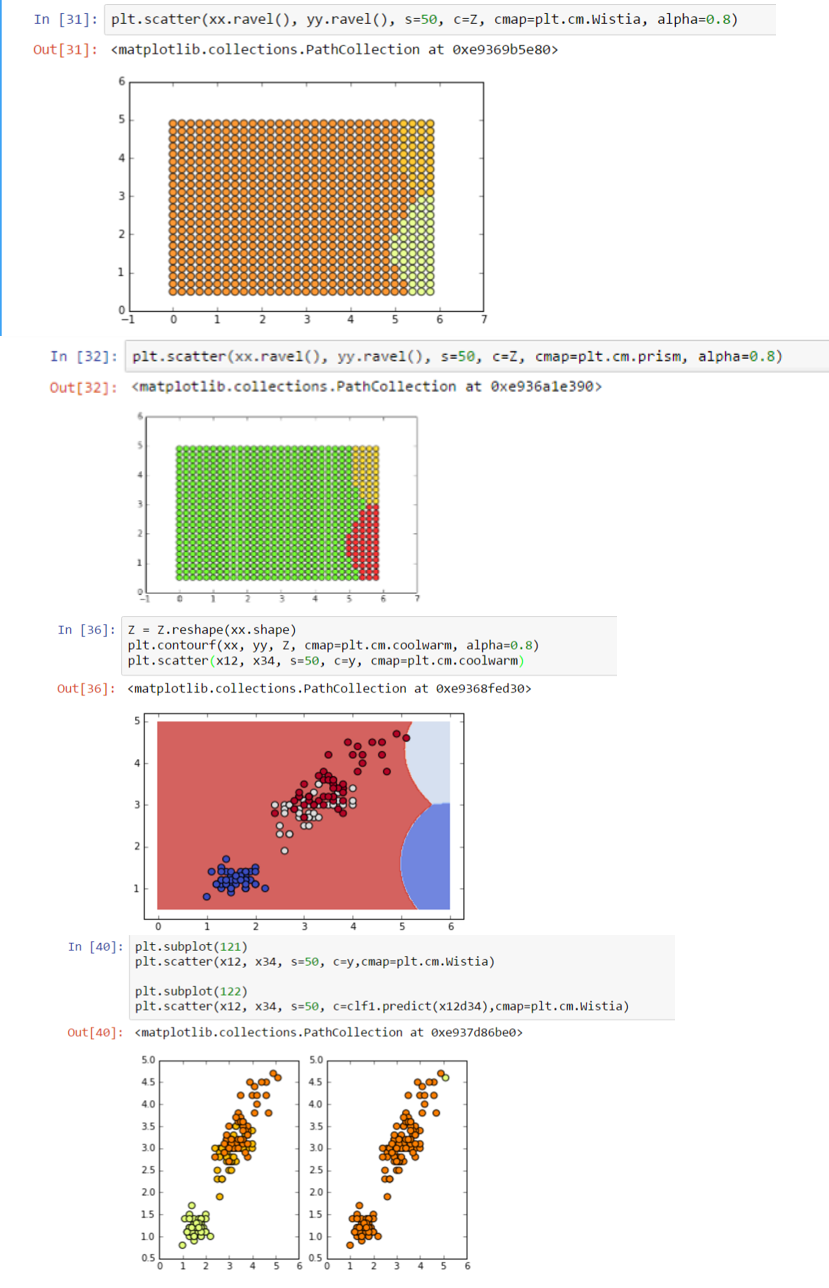 In [31]: plt.scatter(xx.ravel(), yy.ravel(), s=50, c=Z, cmap=plt.cm.Wistia, alpha=0.8)
Out[31]: <matplotlib.collections.PathCollection at 0xe9369b5e80>
6
5
4
3
2
1
0
−1 0 1 2 3 4 5 6 7
In [32]: plt.scatter(xx.ravel(), yy.ravel(), s=50, c=Z, cmap=plt.cm.prism, alpha=0.8)
Out[32]: <matplotlib.collections.PathCollection at 0xe936a1e390>
6
5
4
3
2
1
0
−1 0 1 2 3 4 5 6 7
In [36]: Z = Z.reshape(xx.shape)
plt.contourf(xx, yy, Z, cmap=plt.cm.coolwarm, alpha=0.8)
plt.scatter(x12, x34, s=50, c=y, cmap=plt.cm.coolwarm)
Out[36]: <matplotlib.collections.PathCollection at 0xe9368fed30>
5
4
3
2
1
0 1 2 3 4 5 6
In [40]: plt.subplot(121)
plt.scatter(x12, x34, s=50, c=y,cmap=plt.cm.Wistia)
plt.subplot(122)
plt.scatter(x12, x34, s=50, c=clf1.predict(x12d34),cmap=plt.cm.Wistia)
Out[40]: <matplotlib.collections.PathCollection at 0xe937d86be0>
5.0 5.0
4.5 4.5
4.0 4.0
3.5 3.5
3.0 3.0
2.5 2.5
2.0 2.0
1.5 1.5
1.0 1.0
0.5 0.5
0 1 2 3 4 5 6 0 1 2 3 4 5 6